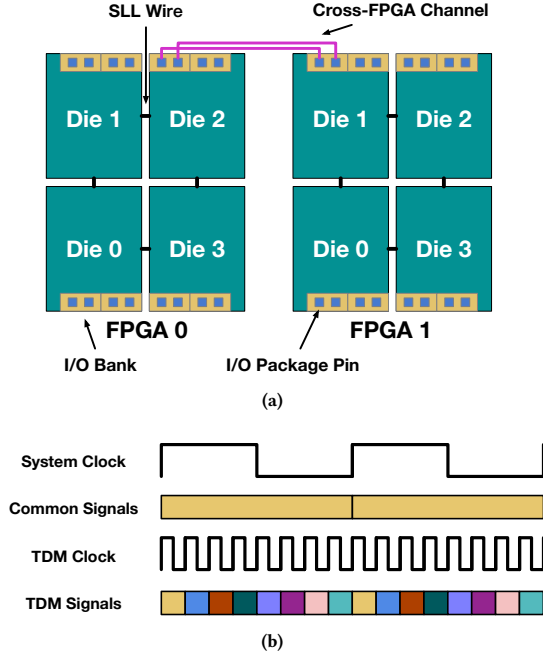 SLL Wire
Cross-FPGA Channel
Die 1
Die 2
Die 1
Die 2
Die 0
Die 3
Die 0
Die 3
FPGA 0
FPGA 1
I/O Bank
I/O Package Pin
(a)
System Clock
Common Signals
TDM Clock
TDM Signals
(b)